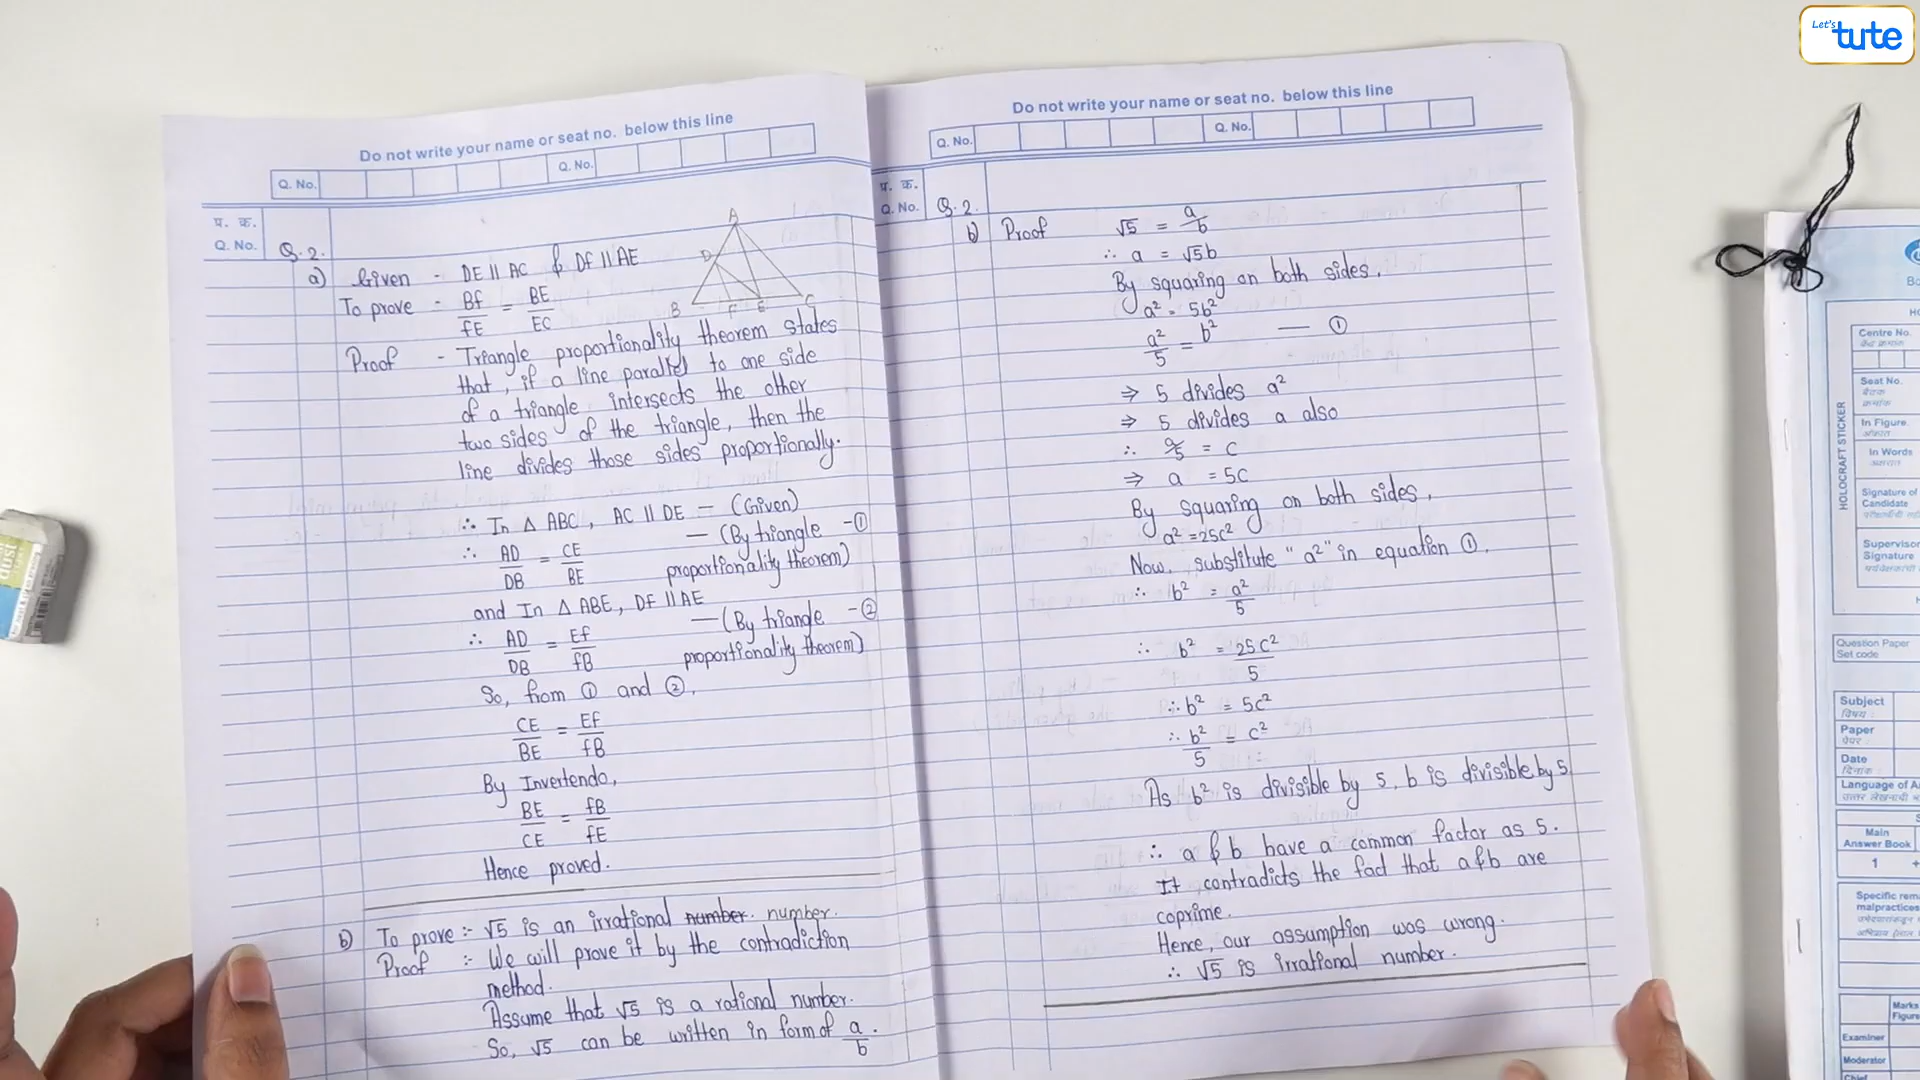 Let's
tute
Do not write your name or seat no. below this line
Q. No.
Q. No.
प्र. क्र.
Q. No.
Q.2.
a) Given - DE || AC & DF || AE
To prove - BF/FE = BE/EC
A
D
B F E C
Proof - Triangle proportionality theorem states
that, if a line parallel to one side
of a triangle intersects the other
two sides of the triangle, then the
line divides those sides proportionally.
∴ In △ ABC, AC || DE - (Given)
∴ AD/DB = CE/BE - (By triangle - ①
proportionality theorem)
and In △ ABE, DF || AE
∴ AD/DB = EF/FB - (By triangle - ②
proportionality theorem)
So, from ① and ②,
CE/BE = EF/FB
By Invertendo,
BE/CE = FB/FE
Hence proved.
b) To prove :- √5 is an irrational number. number.
Proof :- We will prove it by the contradiction
method.
Assume that √5 is a rational number.
So, √5 can be written in form of a/b.
Do not write your name or seat no. below this line
Q. No.
Q. No.
प्र. क्र.
Q. No.
Q.2.
b) Proof √5 = a/b
∴ a = √5b
By squaring on both sides,
a² = 5b²
a²/5 = b² — ①
⇒ 5 divides a²
⇒ 5 divides a also
∴ a/5 = c
⇒ a = 5c
By squaring on both sides,
a² = 25c²
Now, substitute "a²" in equation ①,
∴ b² = a²/5
∴ b² = 25c²/5
∴ b² = 5c²
∴ b²/5 = c²
As b² is divisible by 5, b is divisible by 5.
∴ a & b have a common factor as 5.
It contradicts the fact that a & b are
coprime.
Hence, our assumption was wrong.
∴ √5 is irrational number.
HOLOCRAFT STICKER
Centre No.
Seat No.
In Figure
In Words
Signature of
Candidate
Supervisor
Signature
Question Paper
Set code
Subject
विषय :
Paper
पेपर :
Date
दिनांक :
Language of A
Main
Answer Book
1 +
Specific rem
malpractices
Marks
Figure
Examiner
Moderator
dust